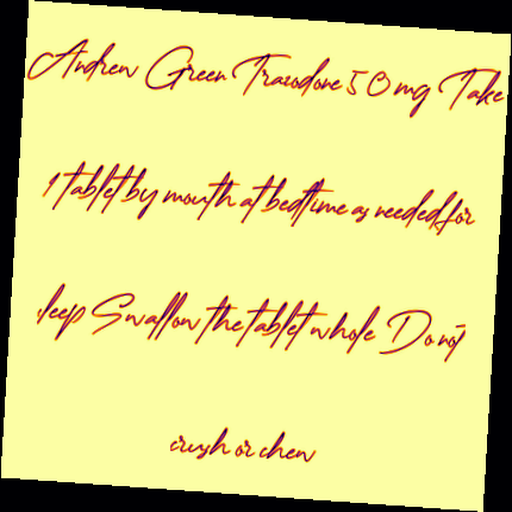 Andrew Green Trazodone 50 mg Take
1 tablet by mouth at bedtime as needed for
sleep Swallow the tablet whole Do not
crush or chew